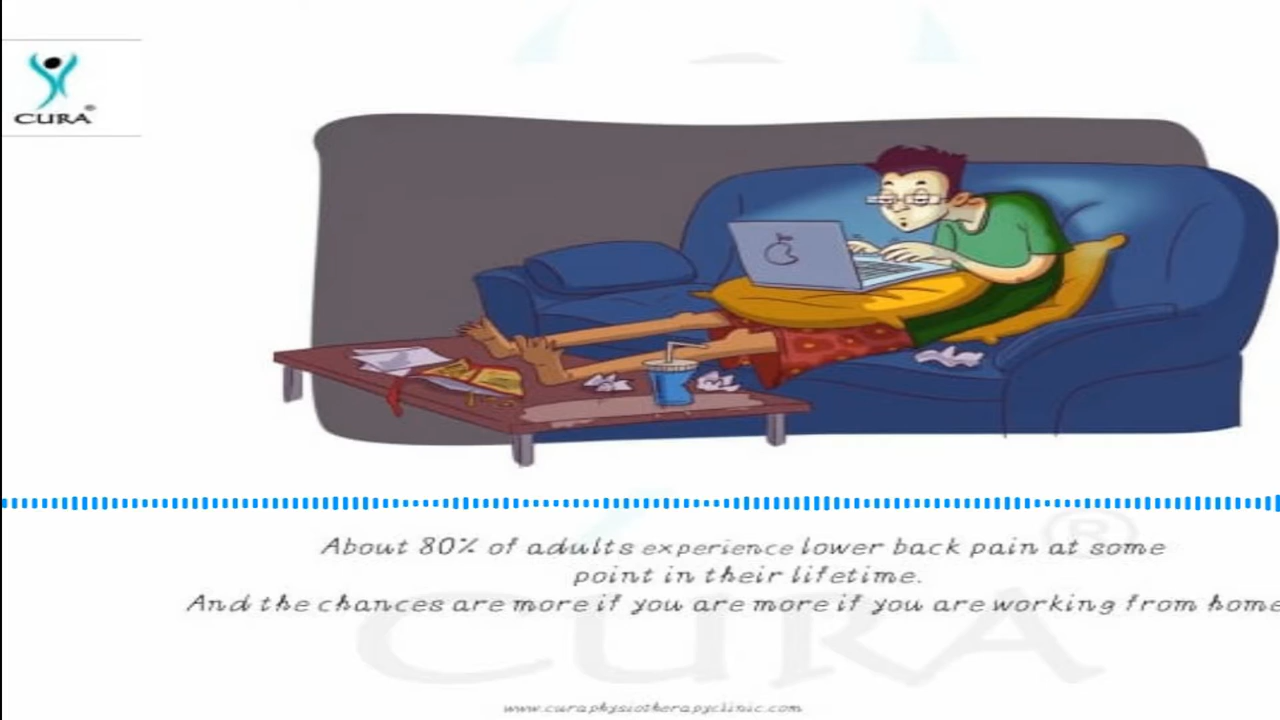 CURA®
About 80% of adults experience lower back pain at some
point in their lifetime.
And the chances are more if you are more if you are working from home
CURA®
www.curaphysiotherapyclinic.com